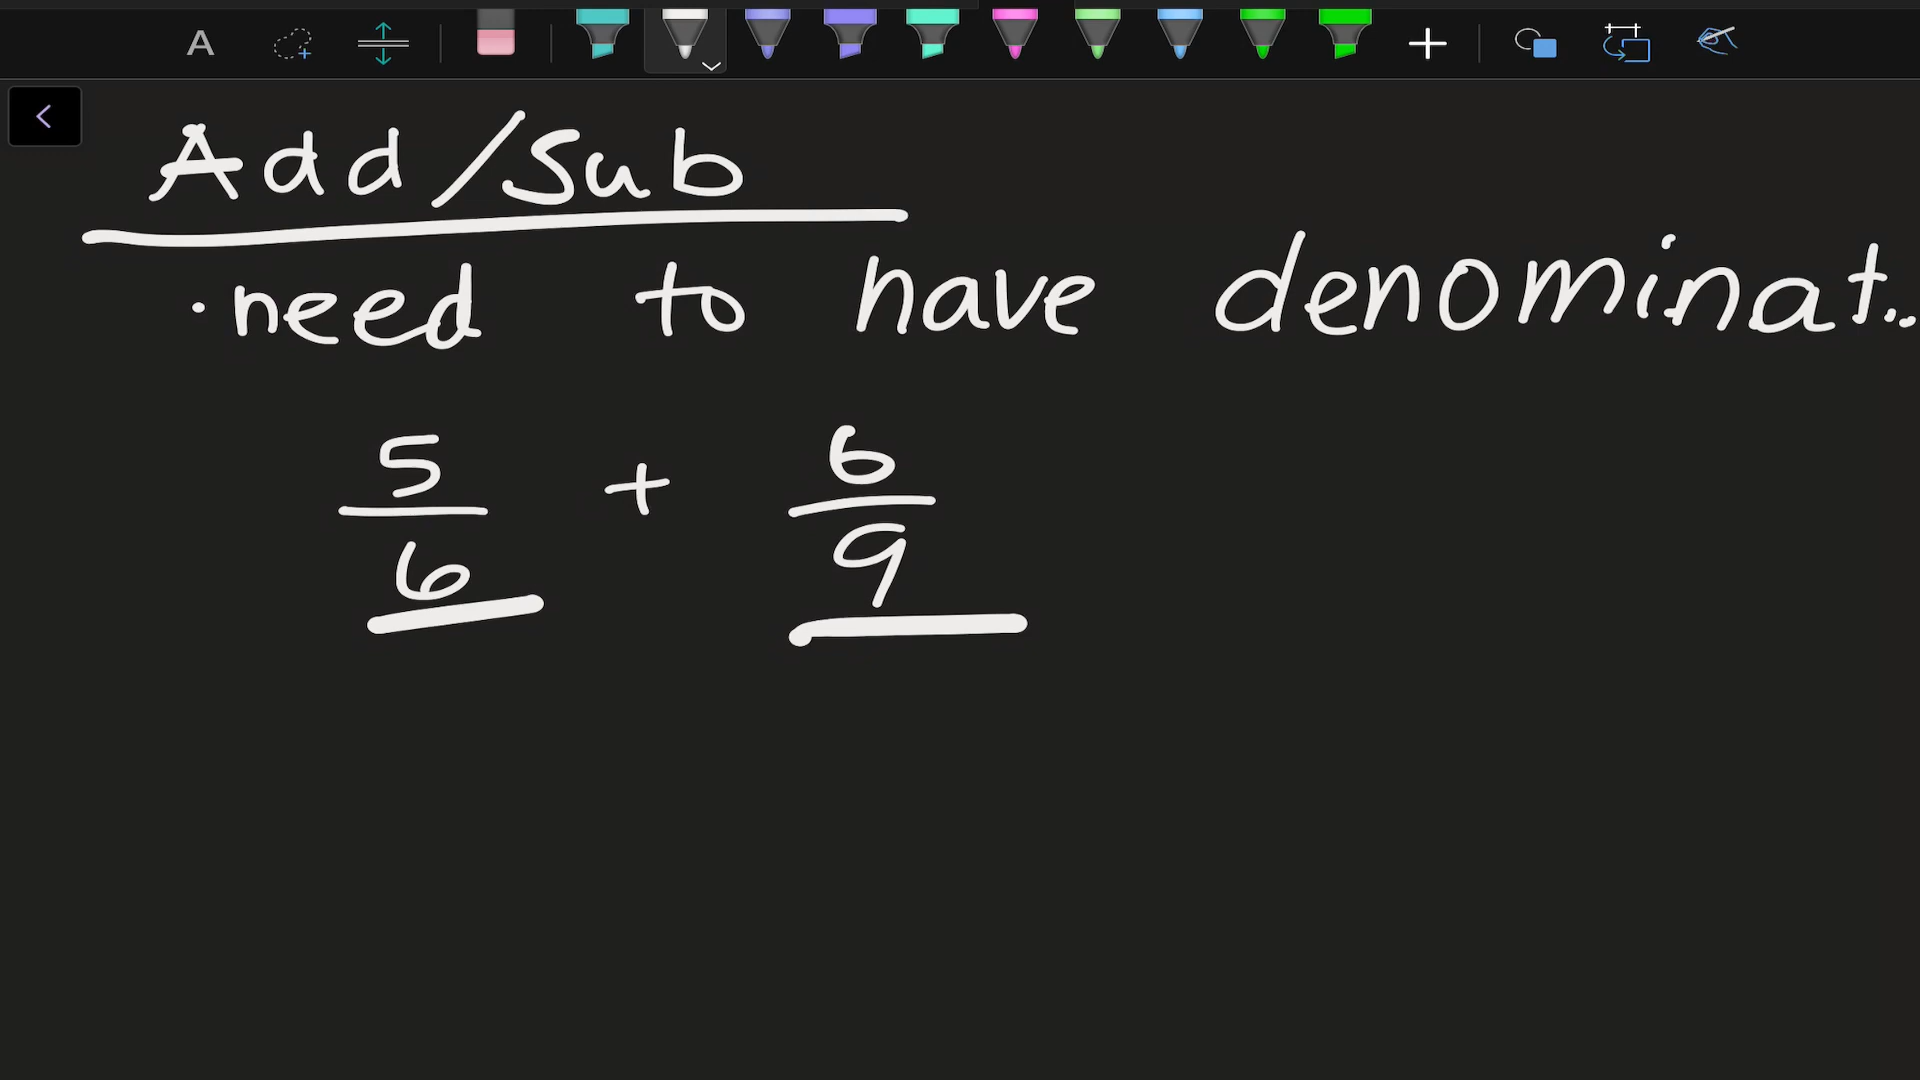 A
Add/Sub
· need to have denominat..
5/6 + 6/9